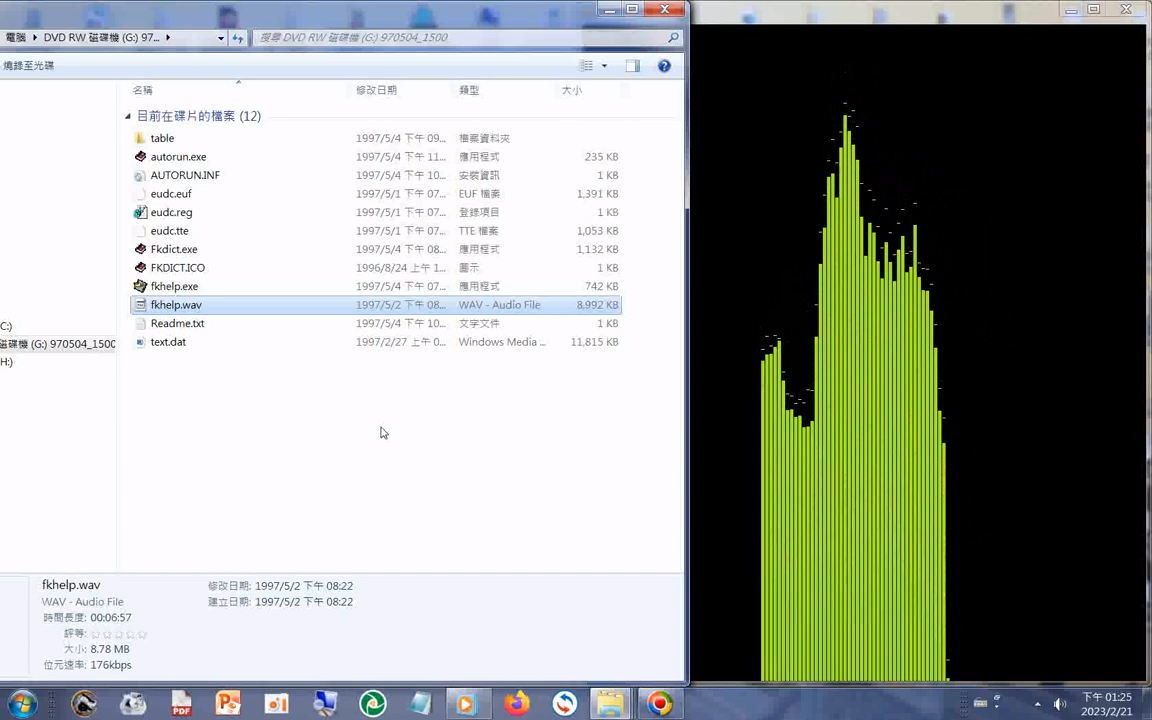 電腦 ▸ DVD RW 磁碟機 (G:) 97... ▸
搜尋 DVD RW 磁碟機 (G:) 970504_1500
燒錄至光碟
名稱 修改日期 類型 大小
目前在碟片的檔案 (12)
table 1997/5/4 下午 09... 檔案資料夾
autorun.exe 1997/5/4 下午 11... 應用程式 235 KB
AUTORUN.INF 1997/5/4 下午 10... 安裝資訊 1 KB
eudc.euf 1997/5/1 下午 07... EUF 檔案 1,391 KB
eudc.reg 1997/5/1 下午 07... 登錄項目 1 KB
eudc.tte 1997/5/1 下午 07... TTE 檔案 1,053 KB
Fkdict.exe 1997/5/4 下午 08... 應用程式 1,132 KB
FKDICT.ICO 1996/8/24 上午 1... 圖示 1 KB
fkhelp.exe 1997/5/4 下午 07... 應用程式 742 KB
fkhelp.wav 1997/5/2 下午 08... WAV - Audio File 8,992 KB
Readme.txt 1997/5/4 下午 10... 文字文件 1 KB
text.dat 1997/2/27 上午 0... Windows Media ... 11,815 KB
C:)
磁碟機 (G:) 970504_1500
H:)
fkhelp.wav
WAV - Audio File
時間長度: 00:06:57
評等:
大小: 8.78 MB
位元速率: 176kbps
修改日期: 1997/5/2 下午 08:22
建立日期: 1997/5/2 下午 08:22
PDF
下午 01:25
2023/2/21